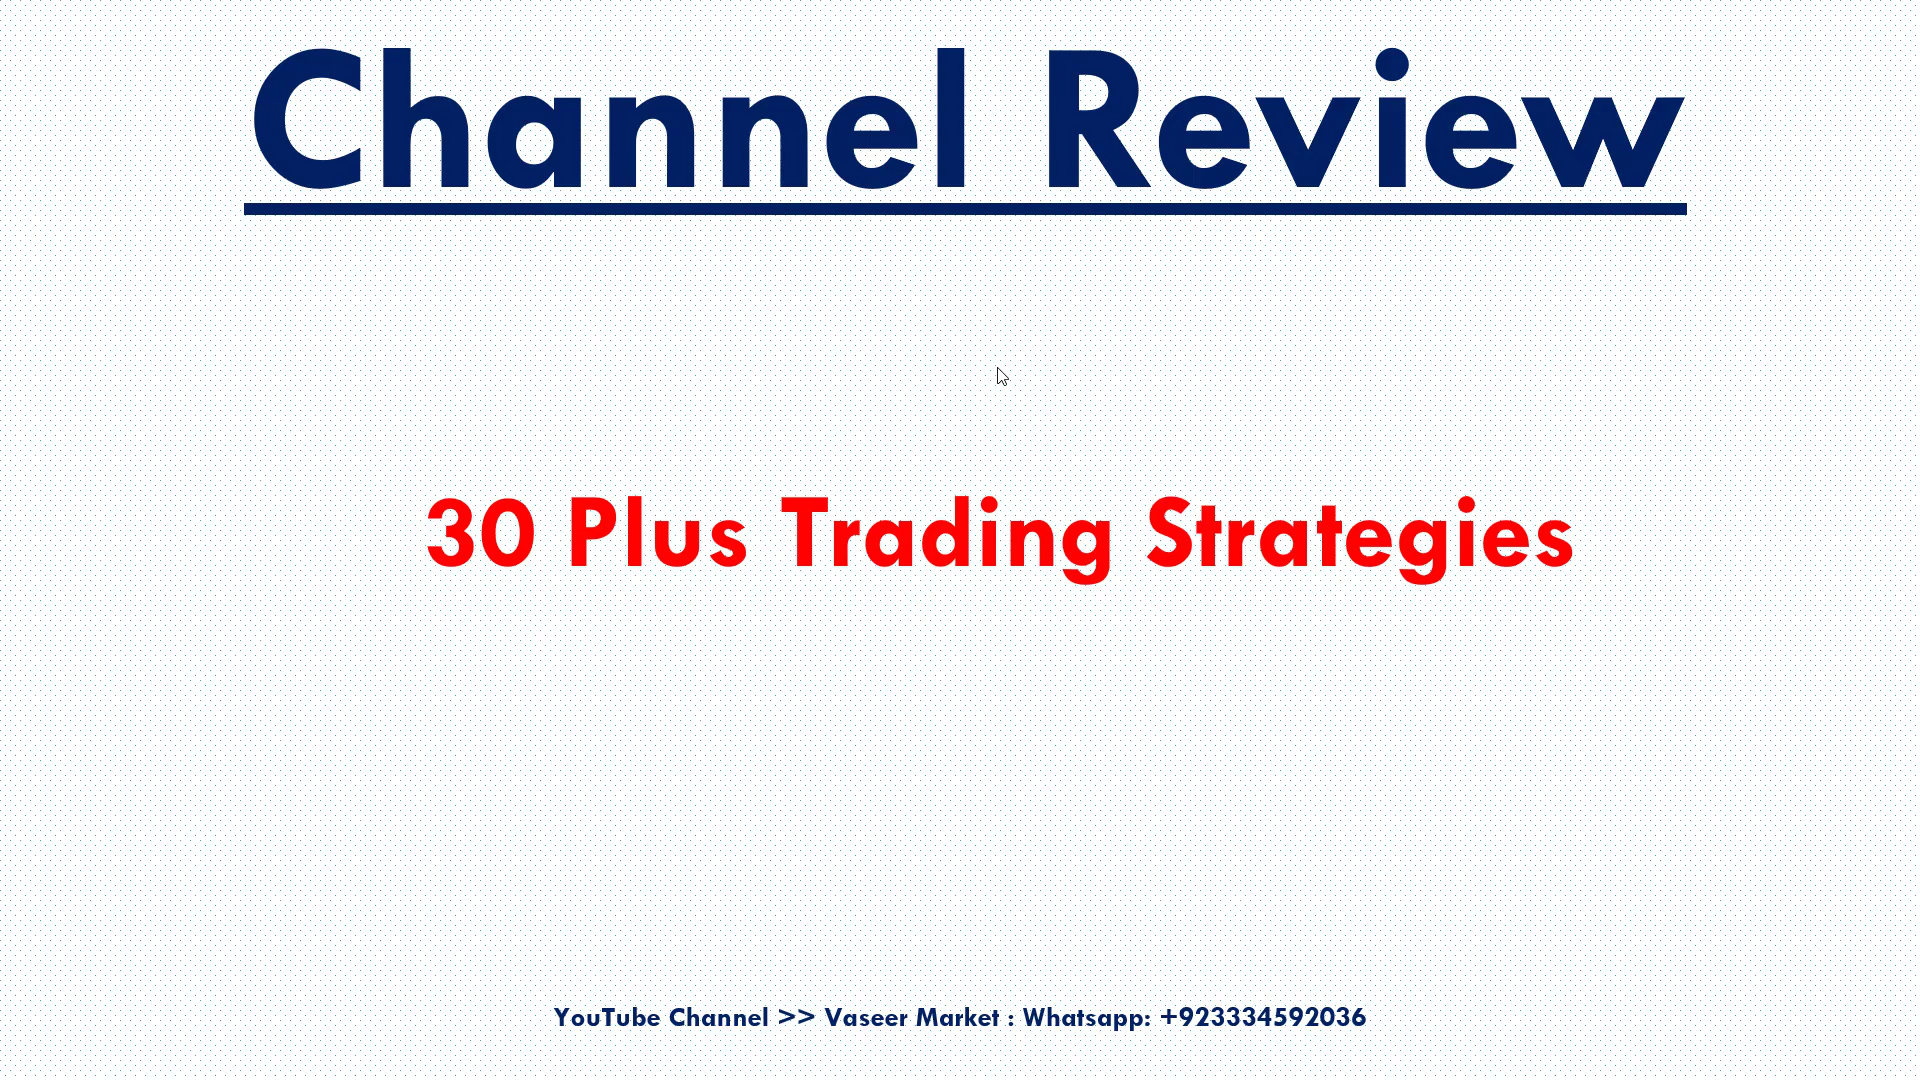 Channel Review
30 Plus Trading Strategies
YouTube Channel >> Vaseer Market : Whatsapp: +923334592036